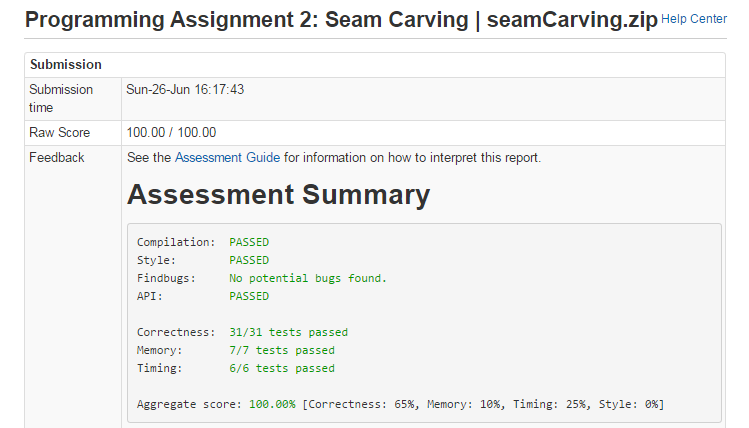 Programming Assignment 2: Seam Carving | seamCarving.zip Help Center
Submission
Submission time Sun-26-Jun 16:17:43
Raw Score 100.00 / 100.00
Feedback See the Assessment Guide for information on how to interpret this report.
Assessment Summary
Compilation: PASSED
Style: PASSED
Findbugs: No potential bugs found.
API: PASSED
Correctness: 31/31 tests passed
Memory: 7/7 tests passed
Timing: 6/6 tests passed
Aggregate score: 100.00% [Correctness: 65%, Memory: 10%, Timing: 25%, Style: 0%]